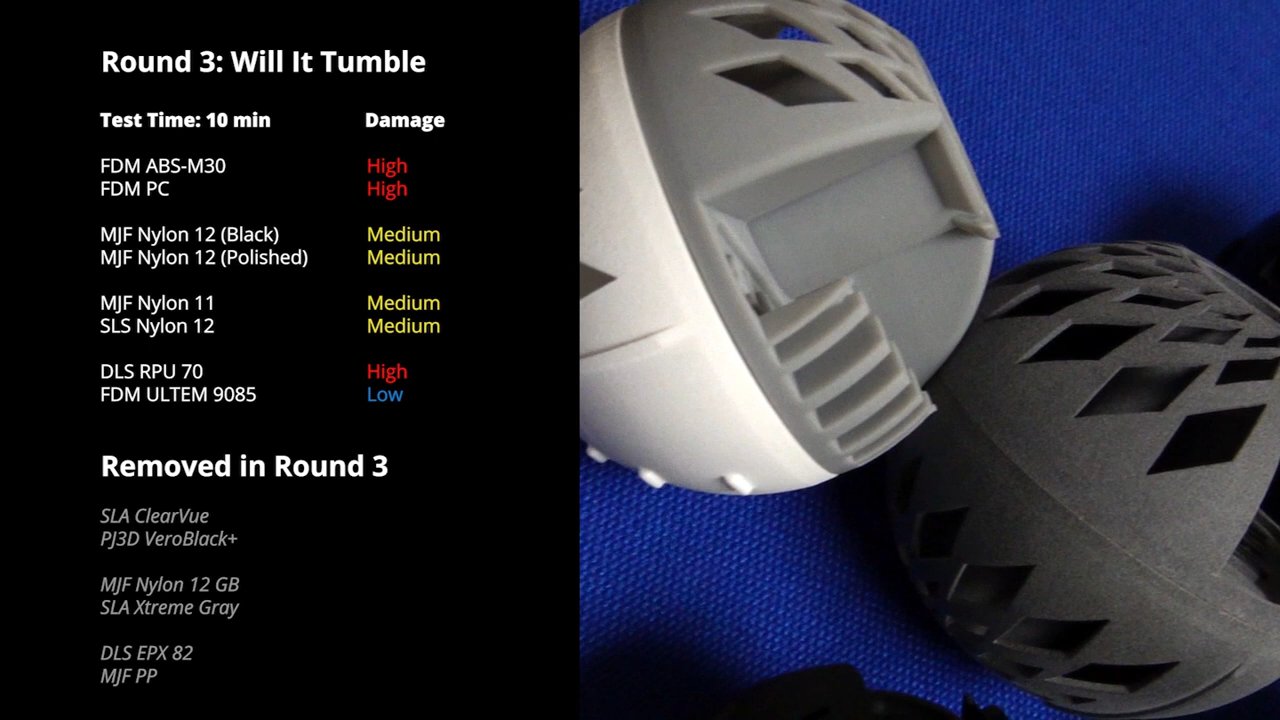 Round 3: Will It Tumble
Test Time: 10 min Damage
FDM ABS-M30 High
FDM PC High
MJF Nylon 12 (Black) Medium
MJF Nylon 12 (Polished) Medium
MJF Nylon 11 Medium
SLS Nylon 12 Medium
DLS RPU 70 High
FDM ULTEM 9085 Low
Removed in Round 3
SLA ClearVue
PJ3D VeroBlack+
MJF Nylon 12 GB
SLA Xtreme Gray
DLS EPX 82
MJF PP